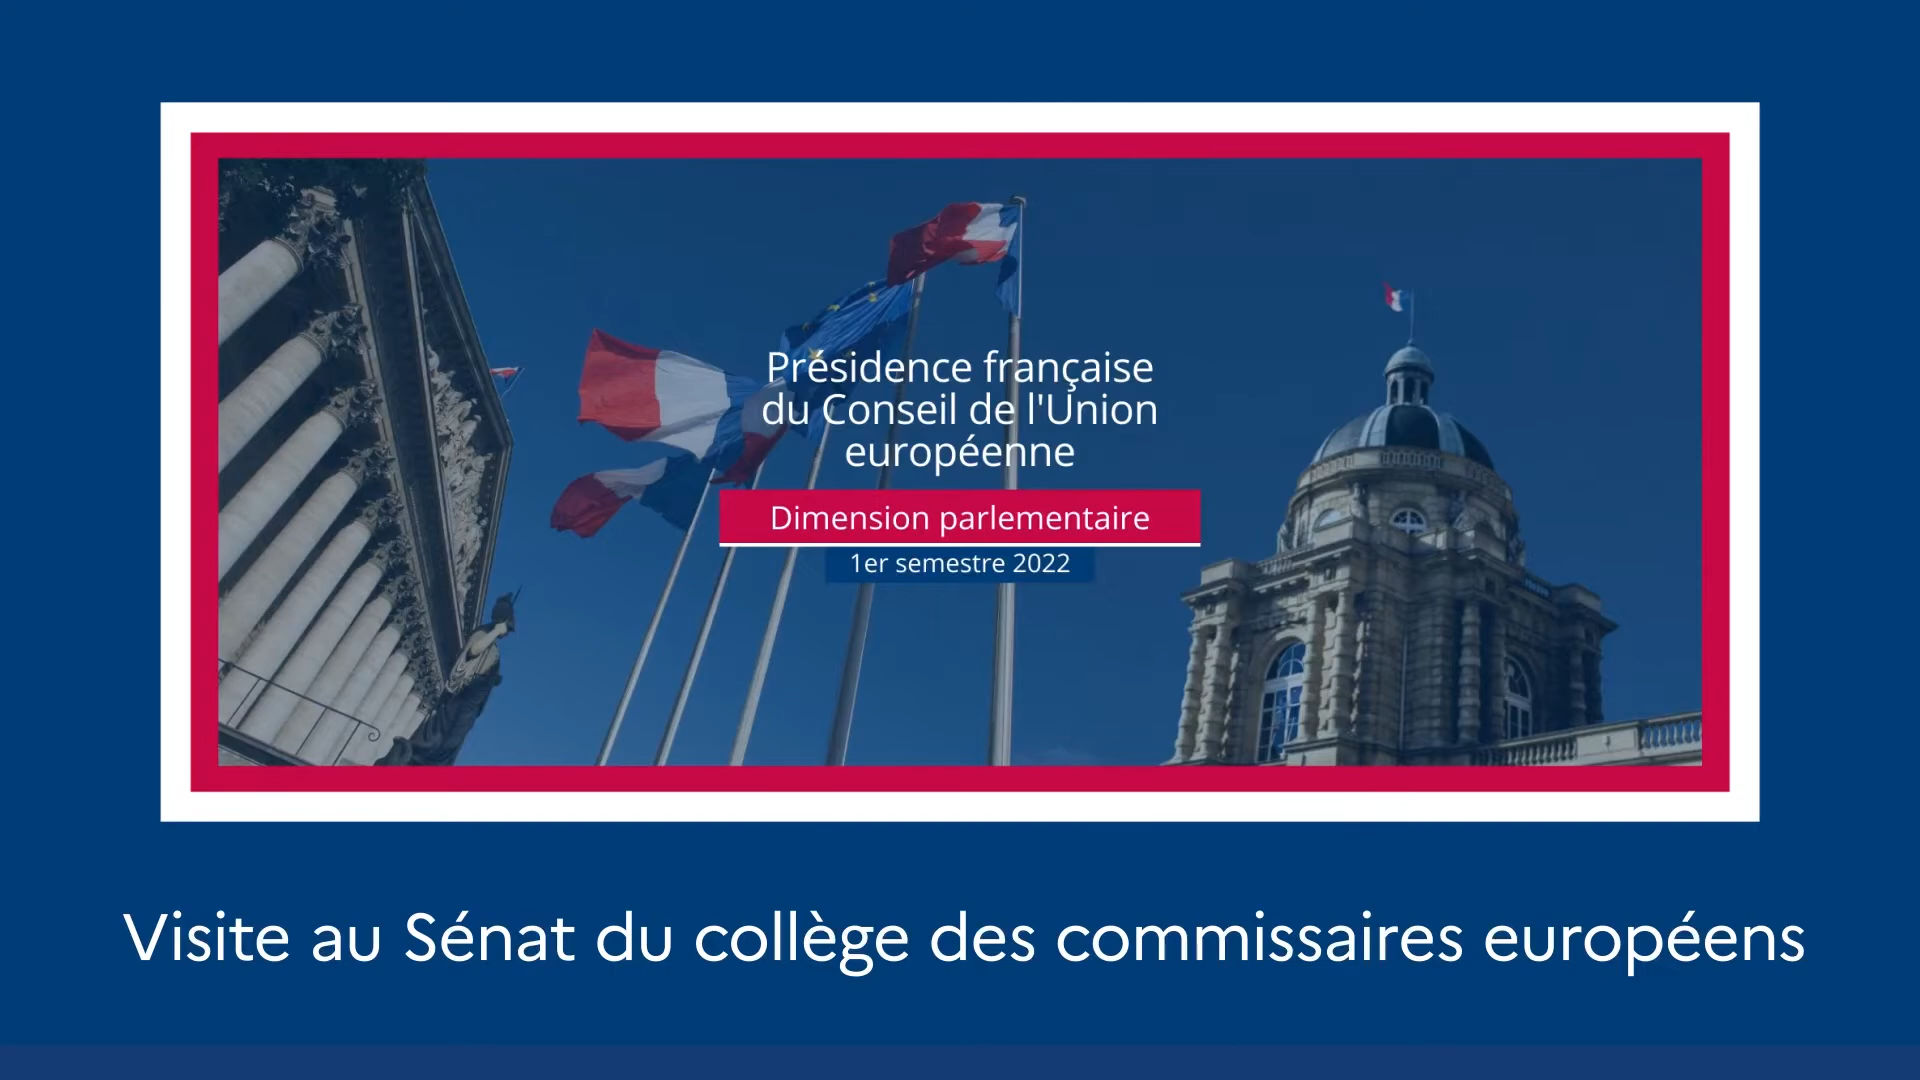 Présidence française
du Conseil de l'Union
européenne
Dimension parlementaire
1er semestre 2022
Visite au Sénat du collège des commissaires européens